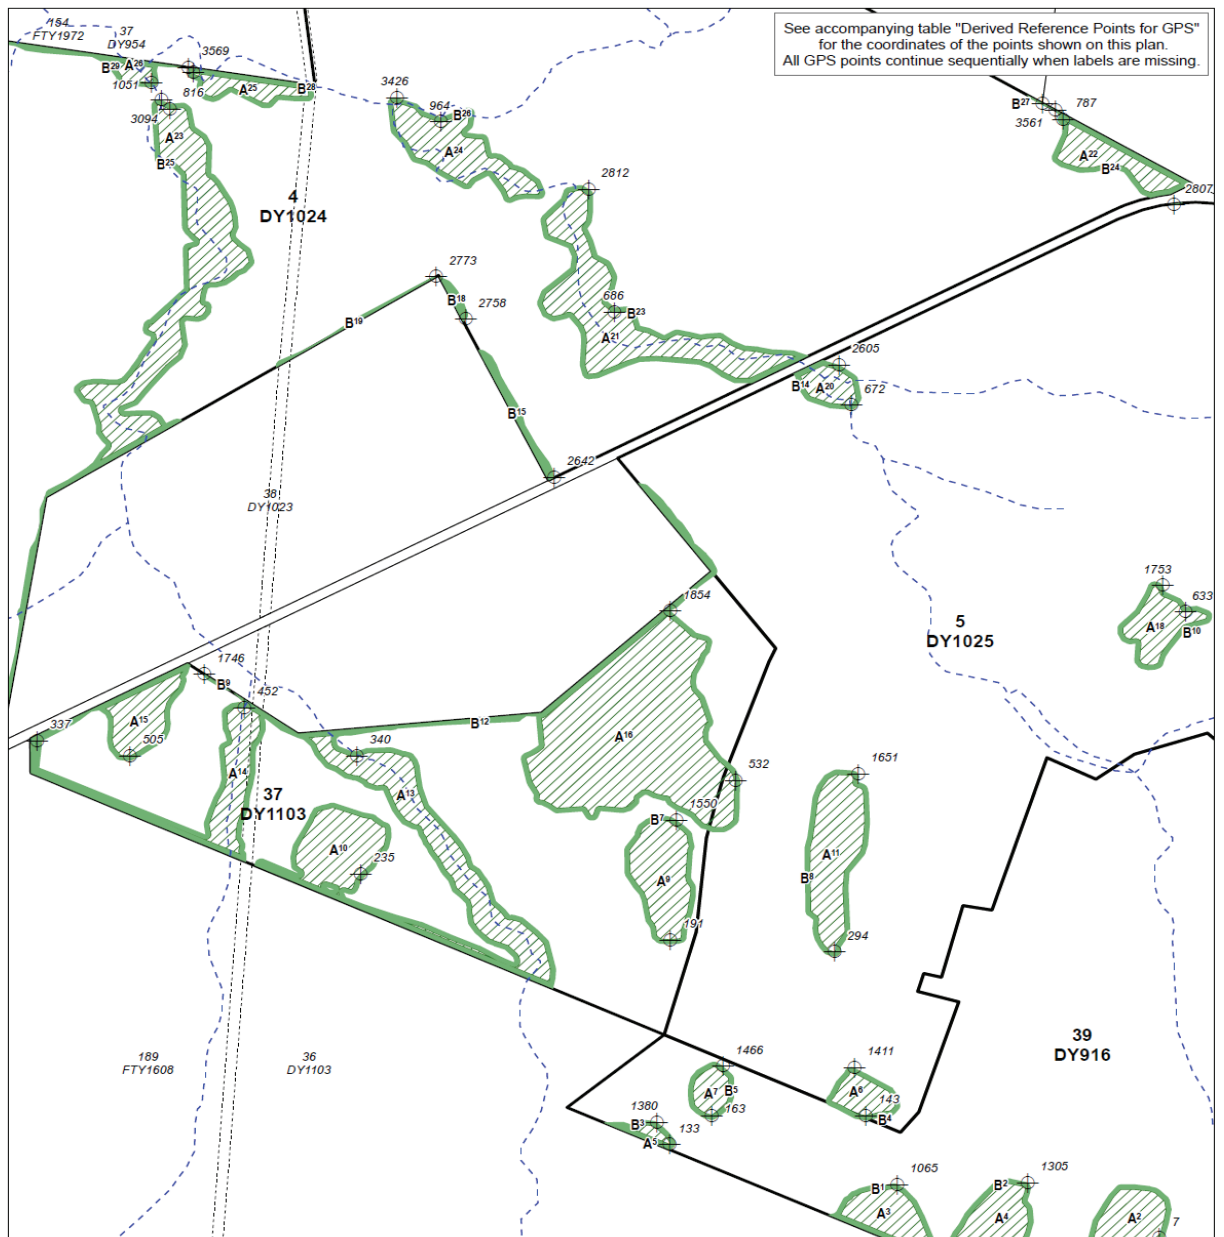 154
FTY1972
37
DY954
See accompanying table "Derived Reference Points for GPS"
for the coordinates of the points shown on this plan.
All GPS points continue sequentially when labels are missing.
3569
B29
A26
1051
816
A25
B28
3094
A23
B25
3426
964
B26
A24
B27
787
3561
A22
B24
2807
2812
4
DY1024
2773
B18
2758
B19
686
B23
A21
2605
B14
A20
672
B15
2642
38
DY1023
1753
633
A18
B10
1854
5
DY1025
1746
B9
452
337
A15
505
B12
A16
340
A14
A13
532
1651
37
DY1103
1550
B7
A10
235
A9
A11
B8
191
294
39
DY916
189
FTY1608
36
DY1103
1466
1411
A7
B5
A6
143
B4
163
1380
B3
133
A5
1065
B1
A3
1305
B2
A4
A2
7